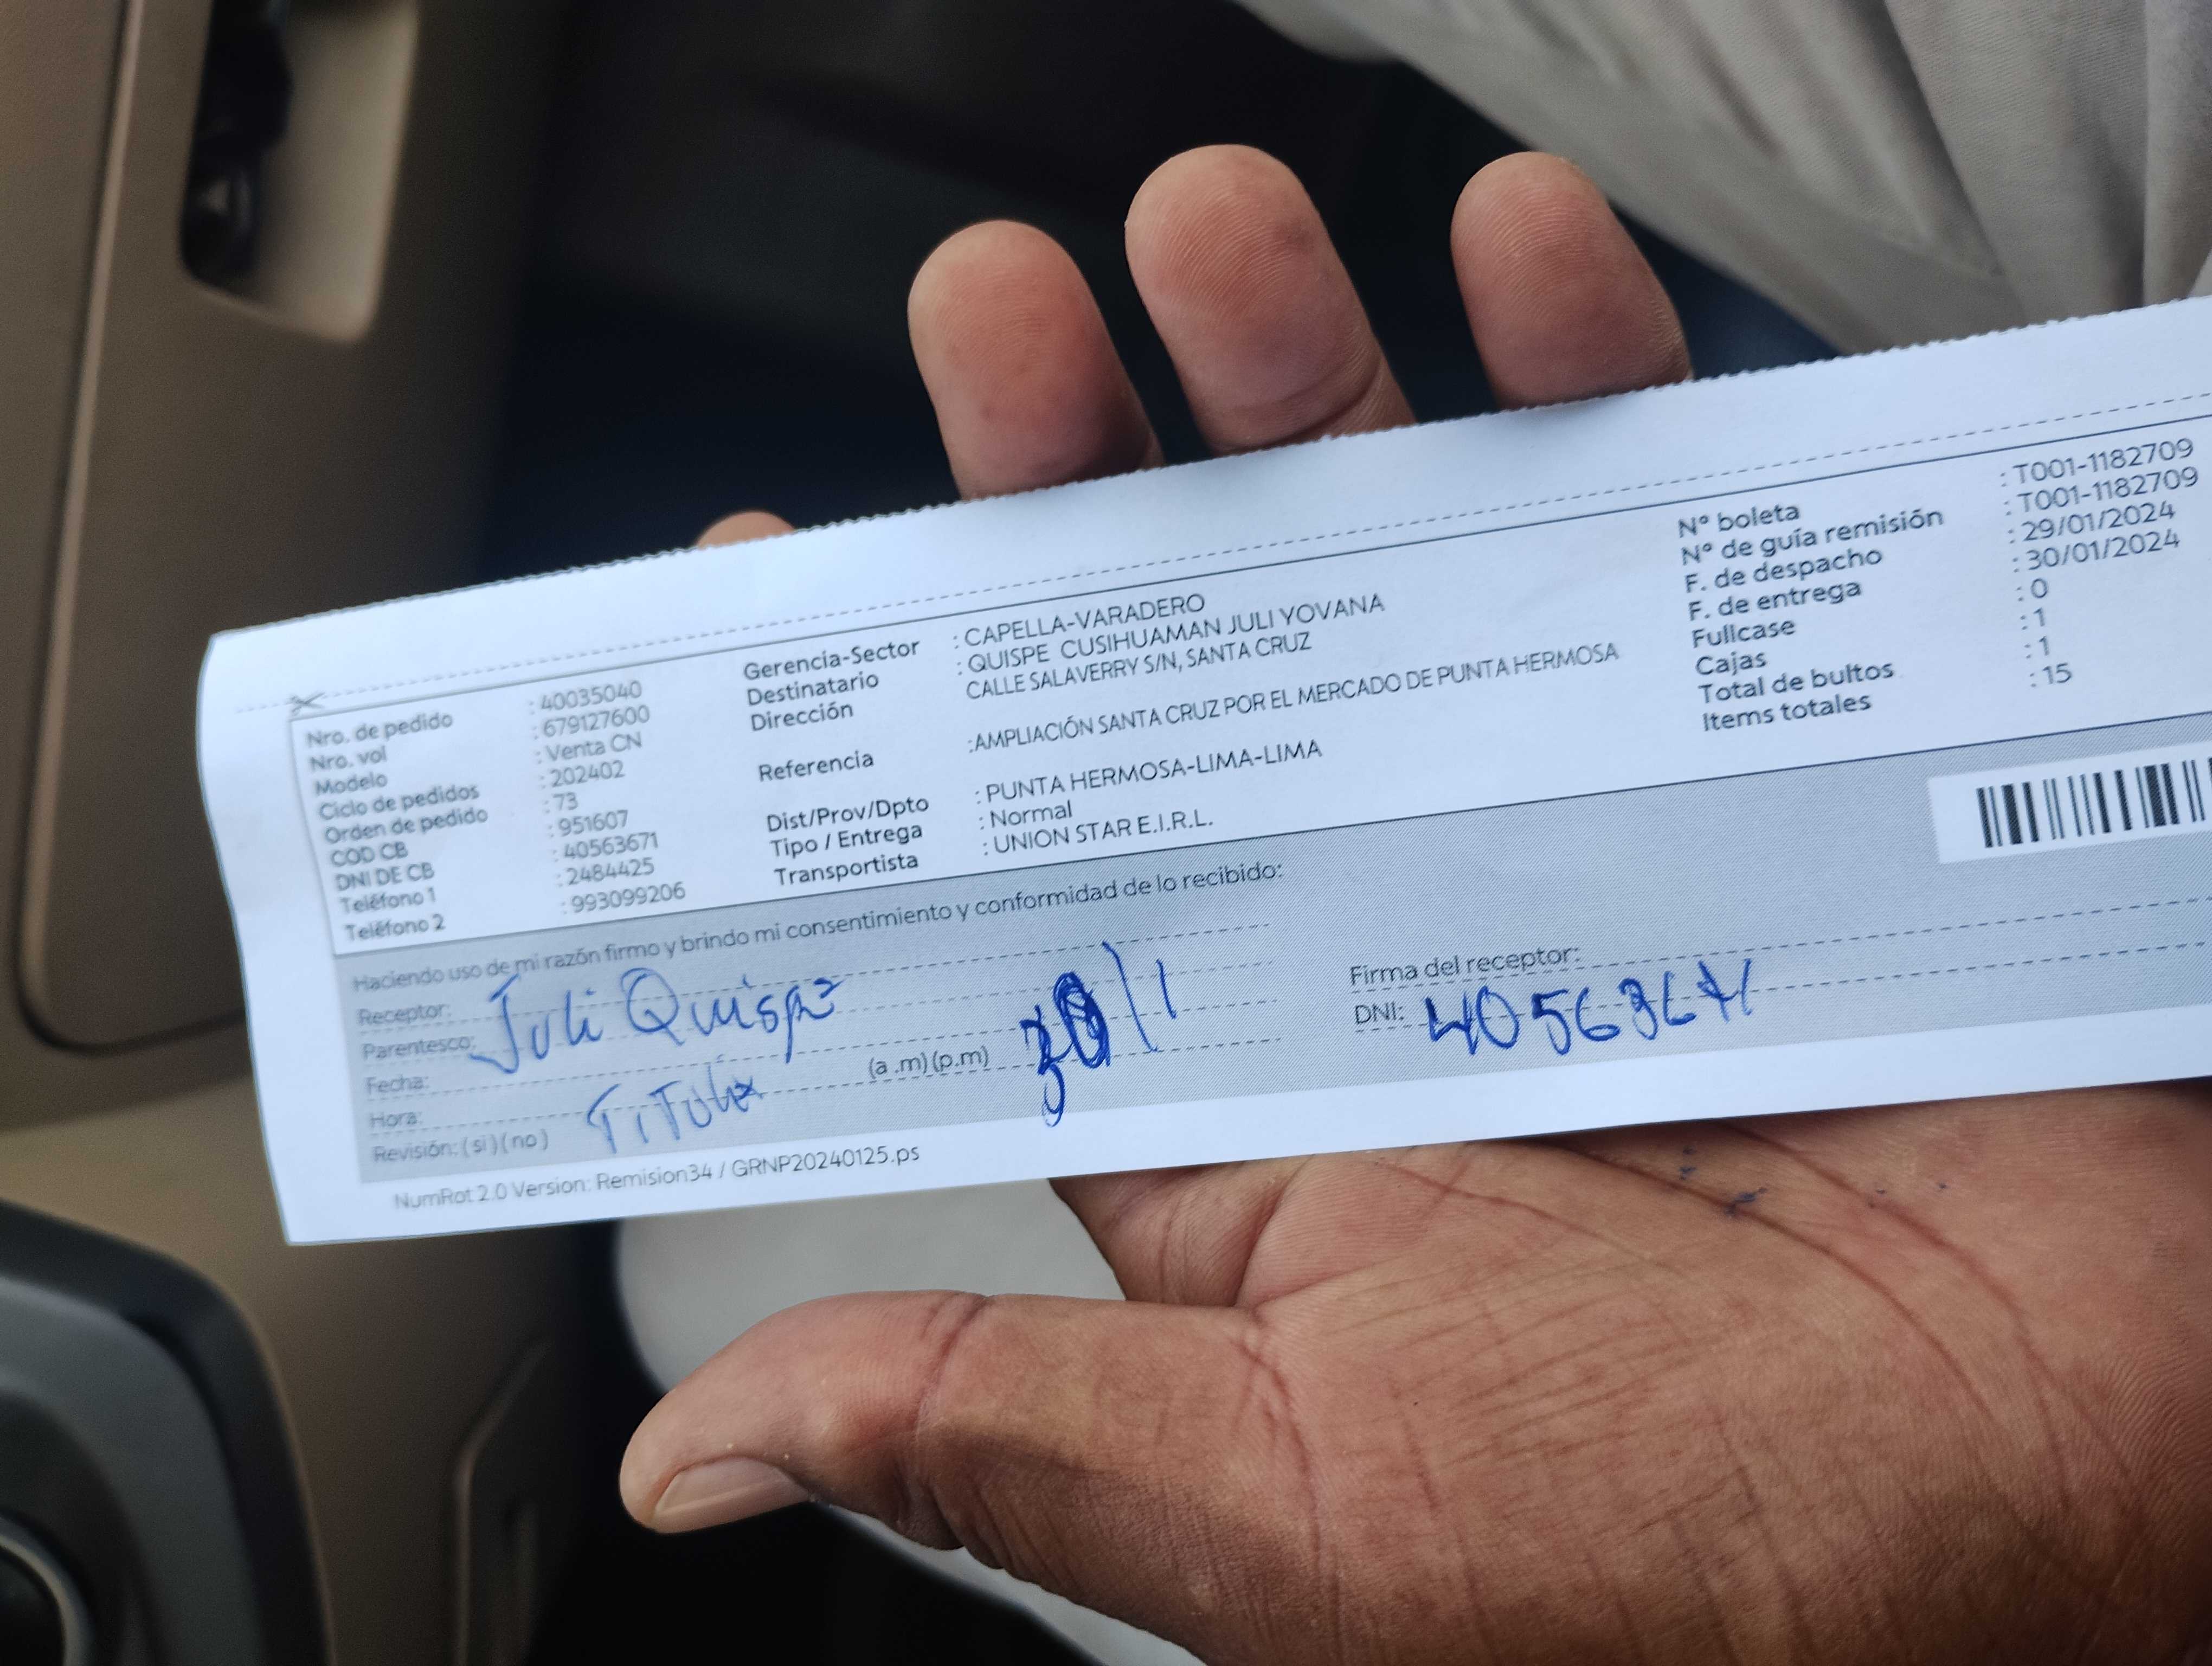 Nro. de pedido : 40035040
Nro. vol : 679127600
Modelo : Venta CN
Ciclo de pedidos : 202402
Orden de pedido : 73
COD CB : 951607
DNI DE CB : 40563671
Teléfono 1 : 2484425
Teléfono 2 : 993099206
Gerencia-Sector : CAPELLA-VARADERO
Destinatario : QUISPE CUSIHUAMAN JULI YOVANA
Dirección CALLE SALAVERRY S/N, SANTA CRUZ
Referencia :AMPLIACIÓN SANTA CRUZ POR EL MERCADO DE PUNTA HERMOSA
Dist/Prov/Dpto : PUNTA HERMOSA-LIMA-LIMA
Tipo / Entrega : Normal
Transportista : UNION STAR E.I.R.L.
N° boleta : T001-1182709
N° de guía remisión : T001-1182709
F. de despacho : 29/01/2024
F. de entrega : 30/01/2024
Fullcase : 0
Cajas : 1
Total de bultos : 1
Items totales : 15
Haciendo uso de mi razón firmo y brindo mi consentimiento y conformidad de lo recibido:
Receptor:
Parentesco: Juli Quispe
Fecha:
Hora: (a .m) (p.m) 30/1
Revisión: ( si ) ( no ) Titular
Firma del receptor:
DNI: 40563671
NumRot 2.0 Version: Remision34 / GRNP20240125.ps